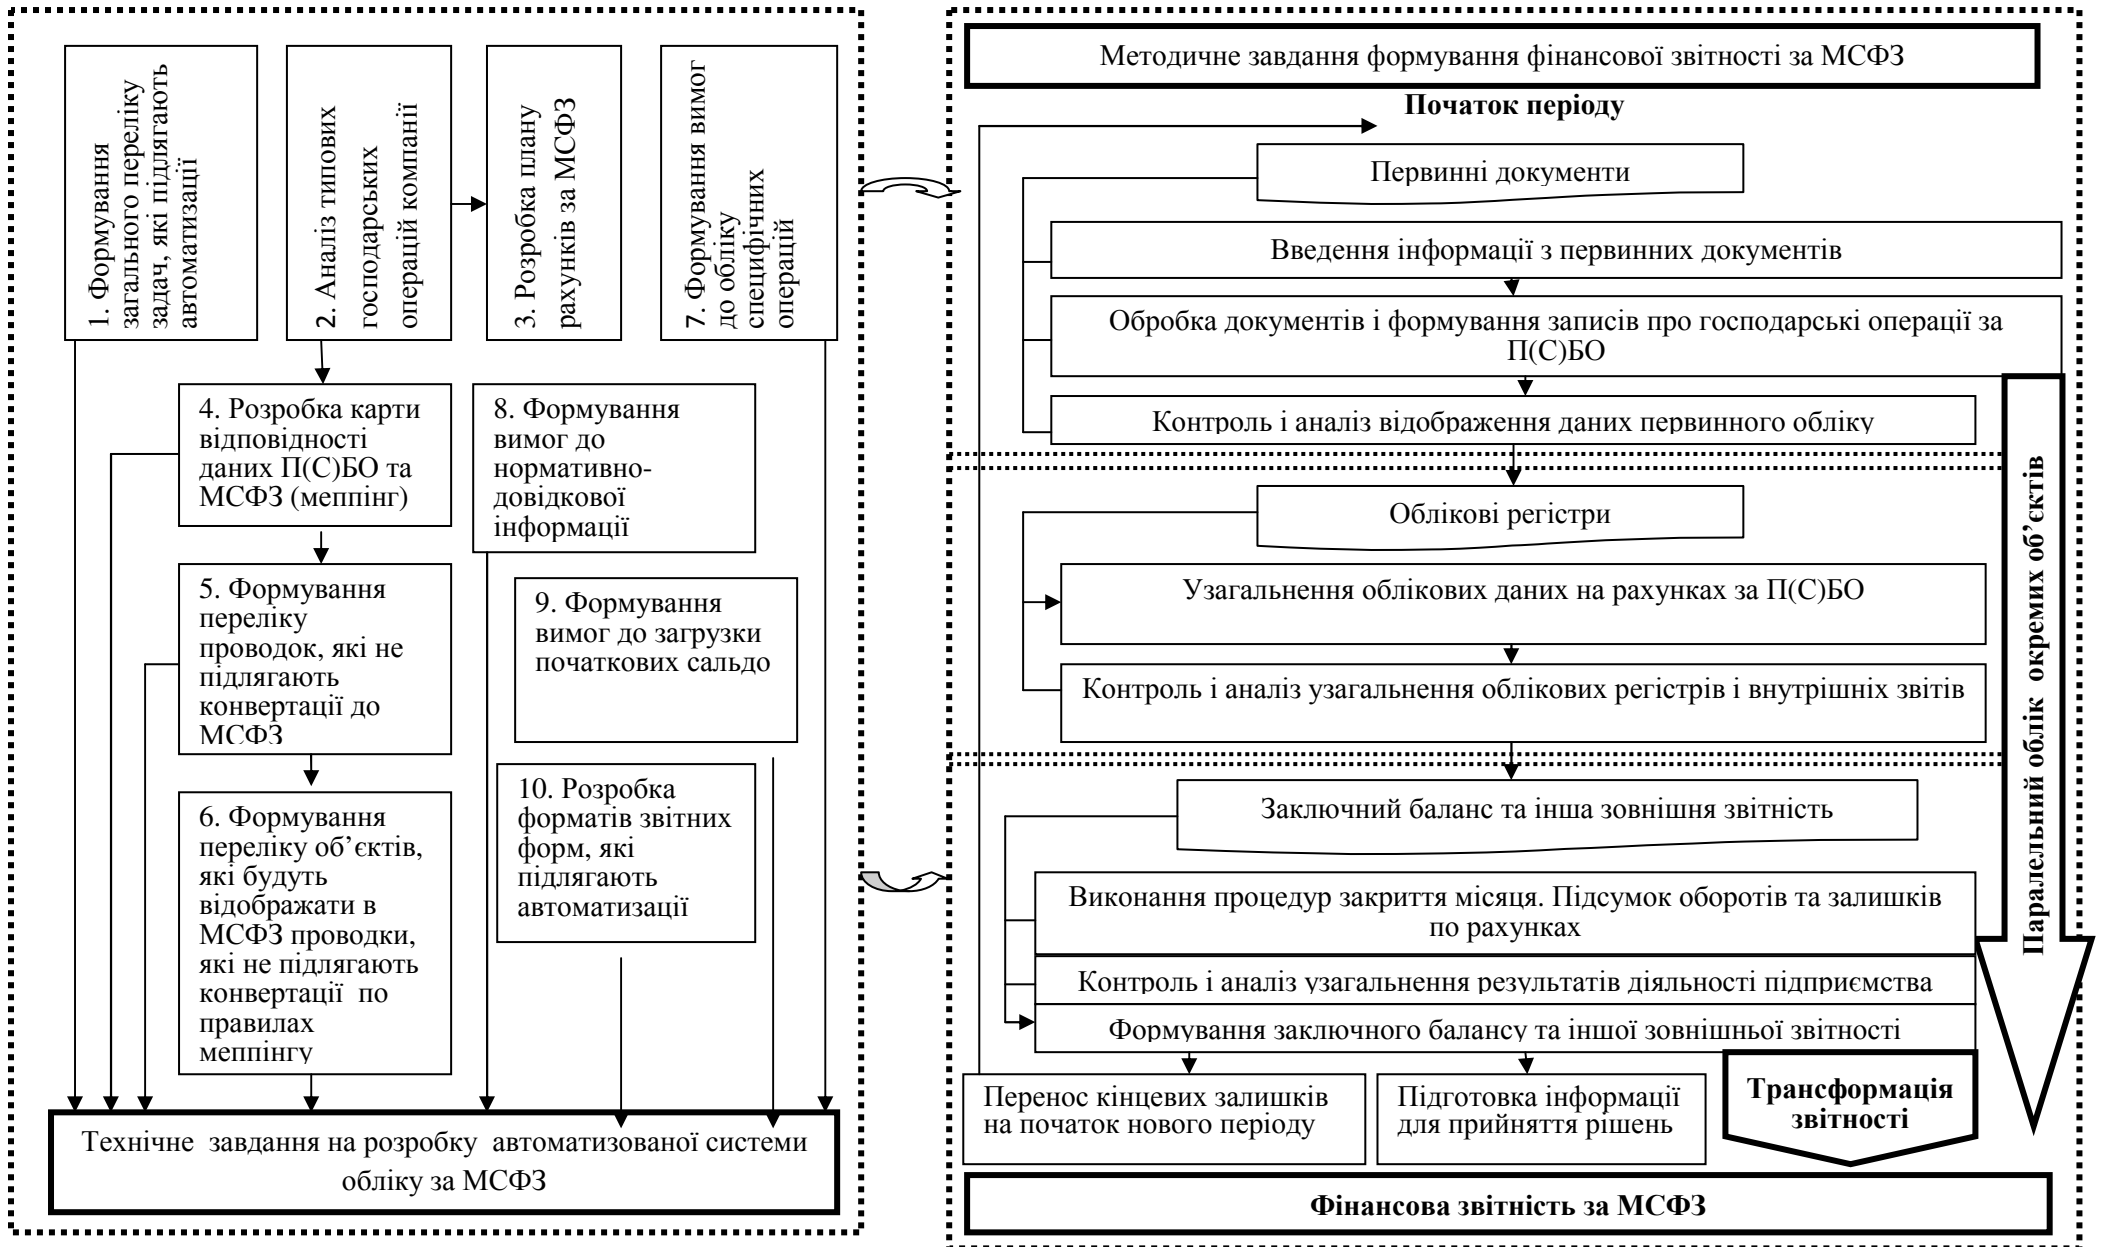 1. Формування
загального переліку
задач, які підлягають
автоматизації
2. Аналіз типових
господарських
операцій компанії
3. Розробка плану
рахунків за МСФЗ
7. Формування вимог
до обліку
специфічних
операцій
4. Розробка карти
відповідності
даних П(С)БО та
МСФЗ (меппінг)
8. Формування
вимог до
нормативно-
довідкової
інформації
5. Формування
переліку
проводок, які не
підлягають
конвертації до
МСФЗ
9. Формування
вимог до загрузки
початкових сальдо
6. Формування
переліку об’єктів,
які будуть
відображати в
МСФЗ проводки,
які не підлягають
конвертації по
правилах
меппінгу
10. Розробка
форматів звітних
форм, які
підлягають
автоматизації
Технічне завдання на розробку автоматизованої системи
обліку за МСФЗ
Методичне завдання формування фінансової звітності за МСФЗ
Початок періоду
Первинні документи
Введення інформації з первинних документів
Обробка документів і формування записів про господарські операції за
П(С)БО
Контроль і аналіз відображення даних первинного обліку
Облікові регістри
Узагальнення облікових даних на рахунках за П(С)БО
Контроль і аналіз узагальнення облікових регістрів і внутрішніх звітів
Заключний баланс та інша зовнішня звітність
Виконання процедур закриття місяця. Підсумок оборотів та залишків
по рахунках
Контроль і аналіз узагальнення результатів діяльності підприємства
Формування заключного балансу та іншої зовнішньої звітності
Перенос кінцевих залишків
на початок нового періоду
Підготовка інформації
для прийняття рішень
Трансформація
звітності
Паралельний облік окремих об’єктів
Фінансова звітність за МСФЗ